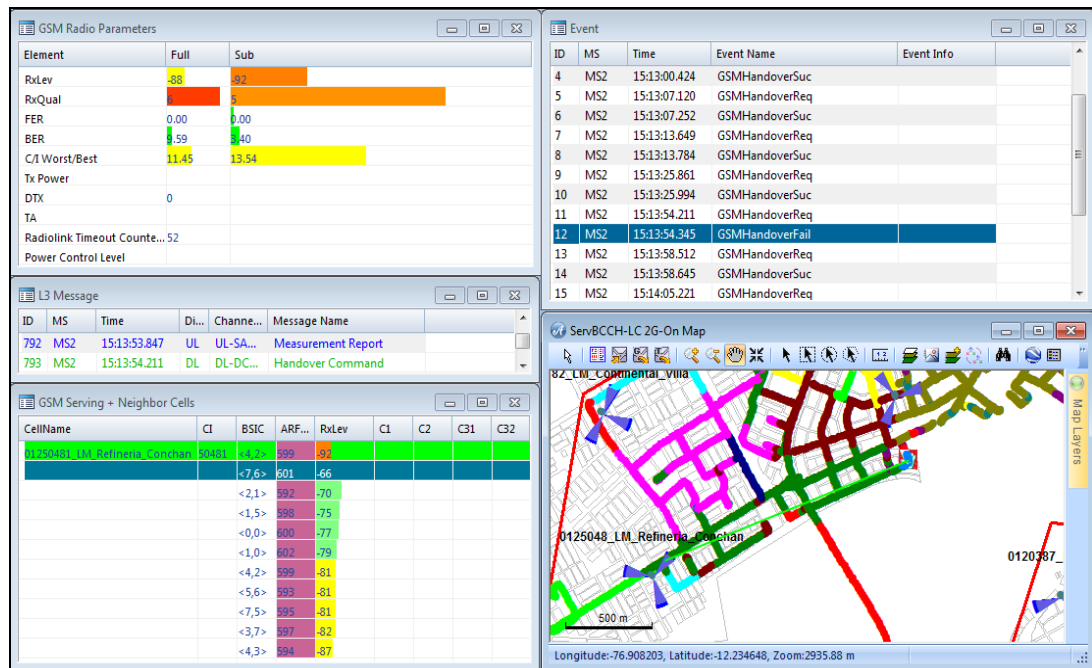 GSM Radio Parameters
Element Full Sub
RxLev -88 -92
RxQual 6 5
FER 0.00 0.00
BER 9.59 3.40
C/I Worst/Best 11.45 13.54
Tx Power
DTX 0
TA
Radiolink Timeout Counte... 52
Power Control Level
L3 Message
ID MS Time Di... Channe... Message Name
792 MS2 15:13:53.847 UL UL-SA... Measurement Report
793 MS2 15:13:54.211 DL DL-DC... Handover Command
GSM Serving + Neighbor Cells
CellName CI BSIC ARF... RxLev C1 C2 C31 C32
01250481_LM_Refineria_Conchan 50481 <4,2> 599 -92
<7,6> 601 -66
<2,1> 592 -70
<1,5> 598 -75
<0,0> 600 -77
<1,0> 602 -79
<4,2> 599 -81
<5,6> 593 -81
<7,5> 595 -81
<3,7> 597 -82
<4,3> 594 -87
Event
ID MS Time Event Name Event Info
4 MS2 15:13:00.424 GSMHandoverSuc
5 MS2 15:13:07.120 GSMHandoverReq
6 MS2 15:13:07.252 GSMHandoverSuc
7 MS2 15:13:13.649 GSMHandoverReq
8 MS2 15:13:13.784 GSMHandoverSuc
9 MS2 15:13:25.861 GSMHandoverReq
10 MS2 15:13:25.994 GSMHandoverSuc
11 MS2 15:13:54.211 GSMHandoverReq
12 MS2 15:13:54.345 GSMHandoverFail
13 MS2 15:13:58.512 GSMHandoverReq
14 MS2 15:13:58.645 GSMHandoverSuc
15 MS2 15:14:05.221 GSMHandoverReq
ServBCCH-LC 2G-On Map
82_LM_Continental_Villa
0125048_LM_Refineria_Conchan
0120387_
500 m
Map Layers
Longitude:-76.908203, Latitude:-12.234648, Zoom:2935.88 m